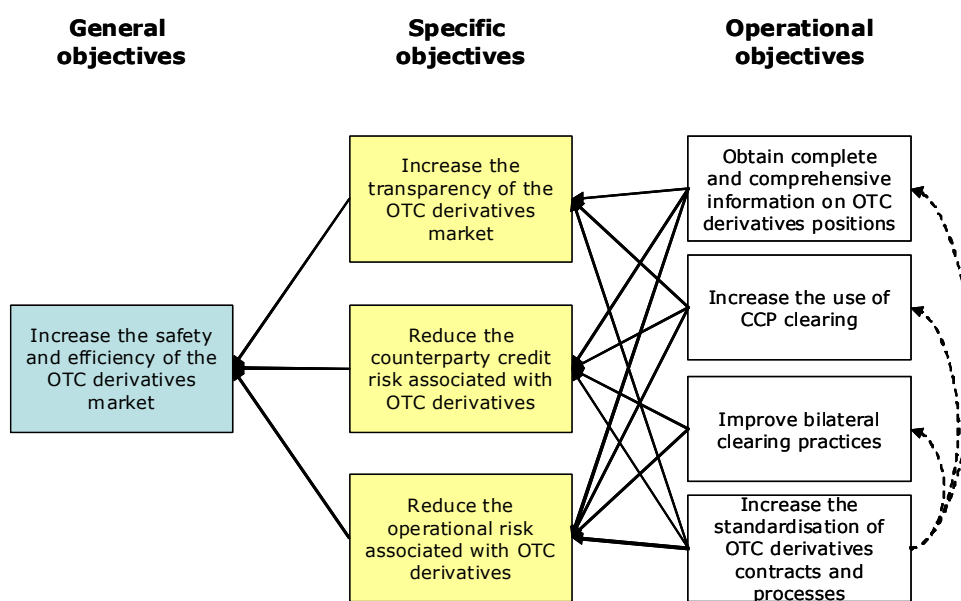 General
objectives
Specific
objectives
Operational
objectives
Increase the safety
and efficiency of the
OTC derivatives
market
Increase the
transparency of the
OTC derivatives
market
Reduce the
counterparty credit
risk associated with
OTC derivatives
Reduce the
operational risk
associated with OTC
derivatives
Obtain complete
and comprehensive
information on OTC
derivatives positions
Increase the use of
CCP clearing
Improve bilateral
clearing practices
Increase the
standardisation of
OTC derivatives
contracts and
processes